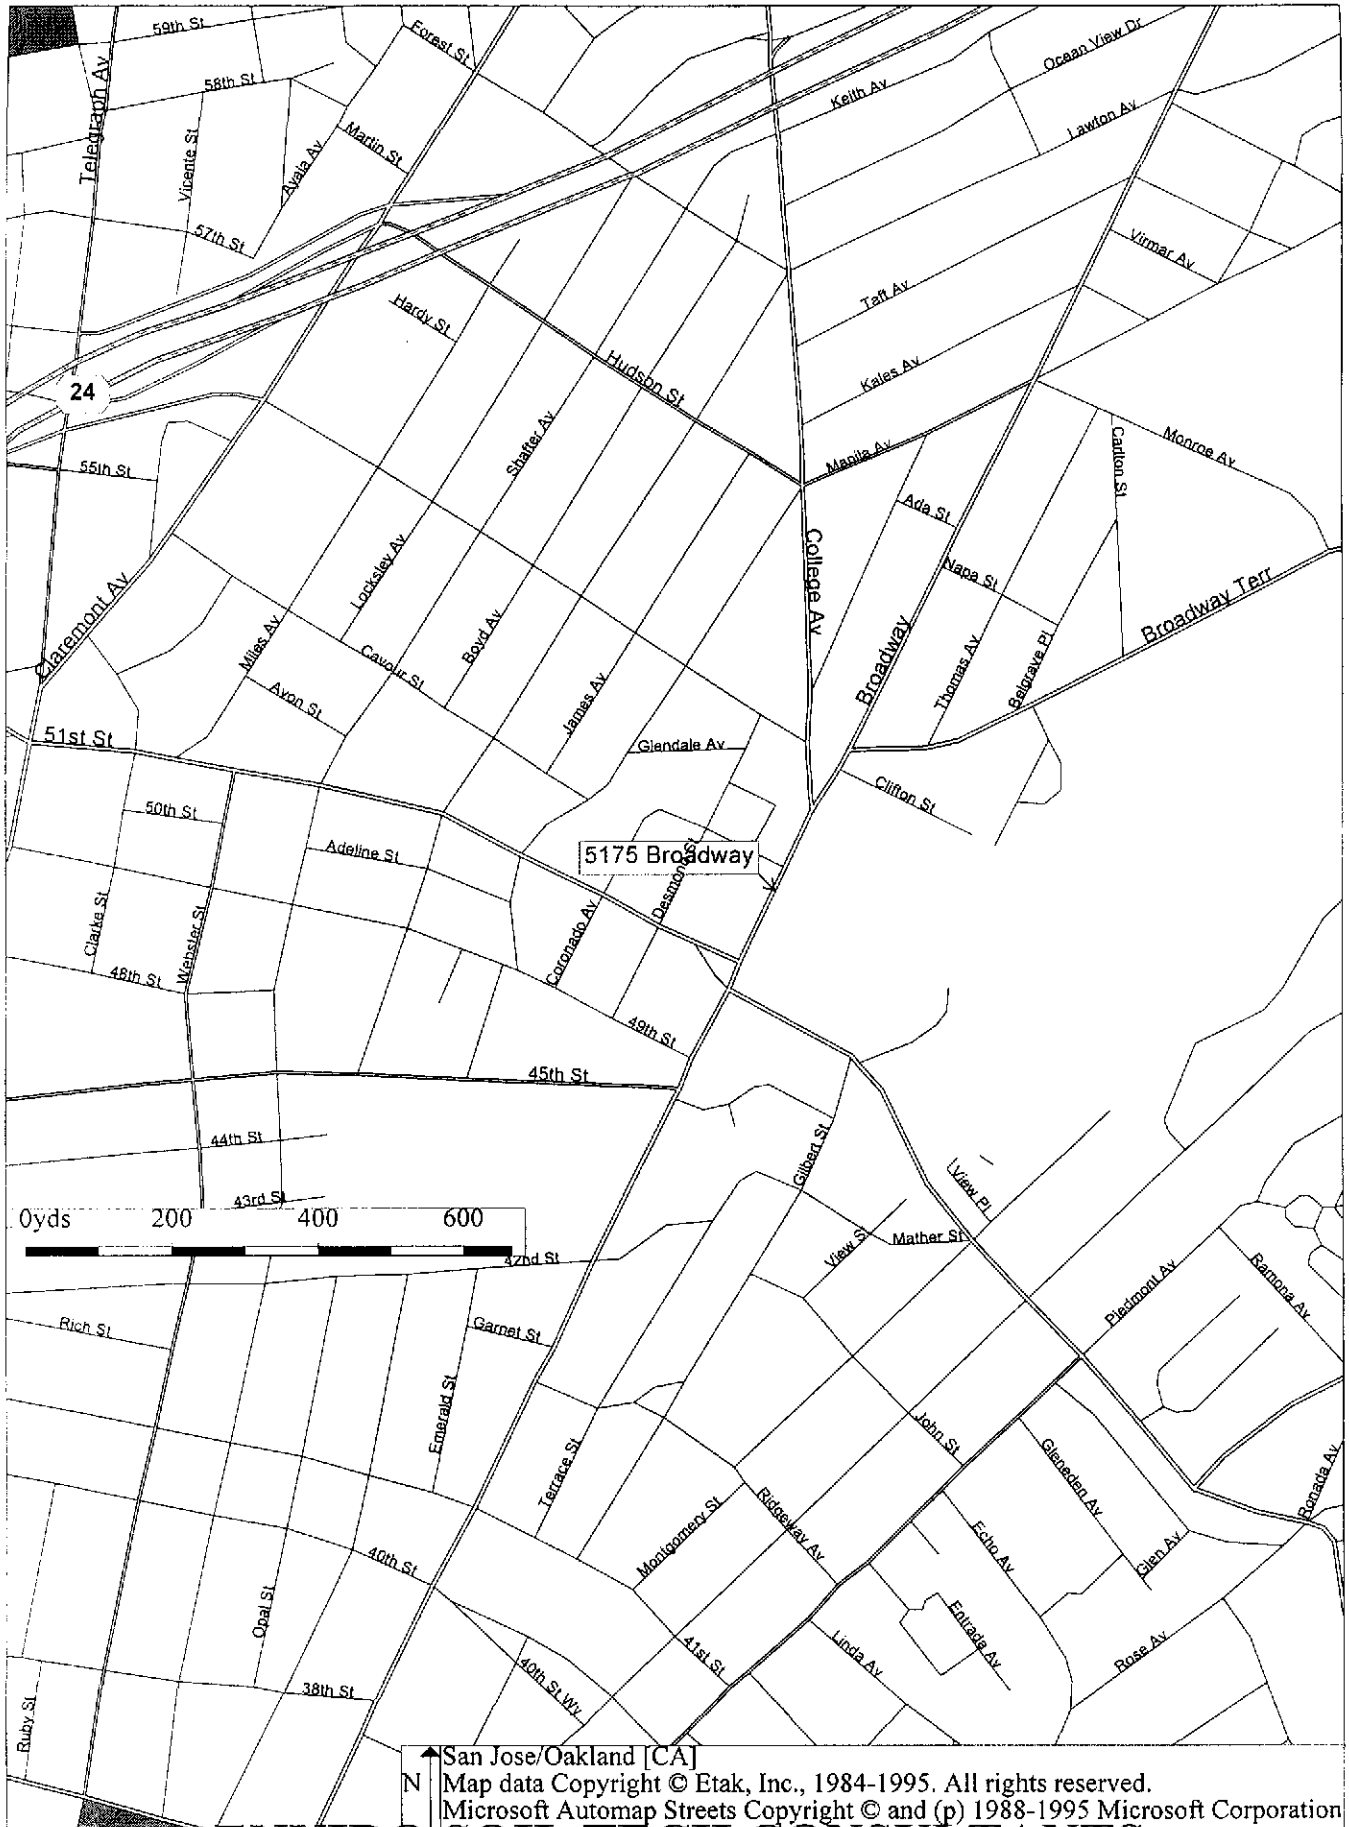 59th St
Forest St
Ocean View Dr
Telegraph Av
58th St
Keith Av
Lawton Av
Vicente St
Martin St
Ayala Av
57th St
Virmar Av
Hardy St
Taft Av
24
Hudson St
Kales Av
Shafter Av
Manila Av
Carlton St
Monroe Av
55th St
Ada St
College Av
Locksley Av
Napa St
Claremont Av
Broadway Terr
Miles Av
Boyd Av
Cavour St
Broadway
Thomas Av
Belgrave Pl
Avon St
James Av
51st St
Glendale Av
Clifton St
50th St
Adeline St
5175 Broadway
Desmond St
Clarke St
Webster St
Coronado Av
48th St
49th St
45th St
44th St
Gilbert St
View Pl
43rd St
0yds 200 400 600
42nd St
View St
Mather St
Piedmont Av
Ramona Av
Rich St
Garnet St
Emerald St
John St
Gleneden Av
Terrace St
Ronada Av
Montgomery St
Ridgeway Av
Echo Av
Glen Av
40th St
Opal St
Entrada Av
41st St
Linda Av
Rose Av
40th St Wy
38th St
Ruby St
San Jose/Oakland [CA]
N
Map data Copyright © Etak, Inc., 1984-1995. All rights reserved.
Microsoft Automap Streets Copyright © and (p) 1988-1995 Microsoft Corporation